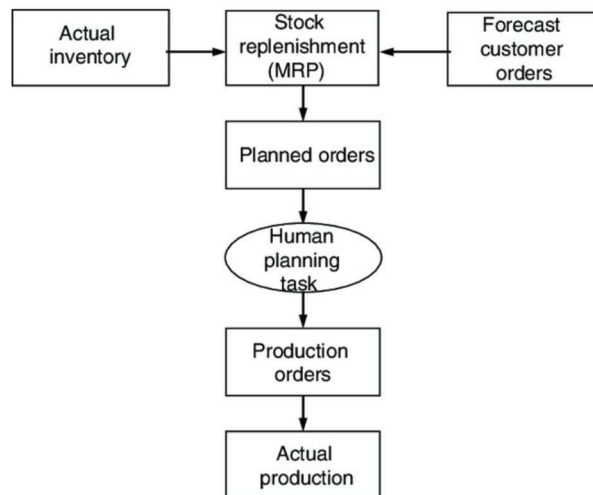 Actual
inventory
Stock
replenishment
(MRP)
Forecast
customer
orders
Planned orders
Human
planning
task
Production
orders
Actual
production